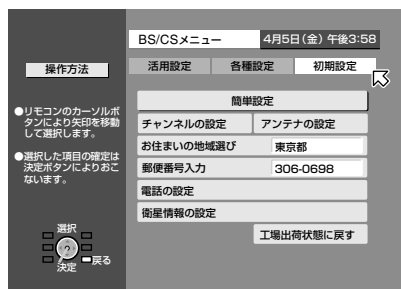 BS/CSメニュー
4月5日(金) 午後3:58
操作方法
活用設定 各種設定 初期設定
●リモコンのカーソルボ
タンにより矢印を移動
して選択します。
●選択した項目の確定は
決定ボタンによりおこ
ないます。
簡単設定
チャンネルの設定 アンテナの設定
お住まいの地域選び 東京都
郵便番号入力 306-0698
電話の設定
衛星情報の設定
工場出荷状態に戻す
選択
戻る
決定